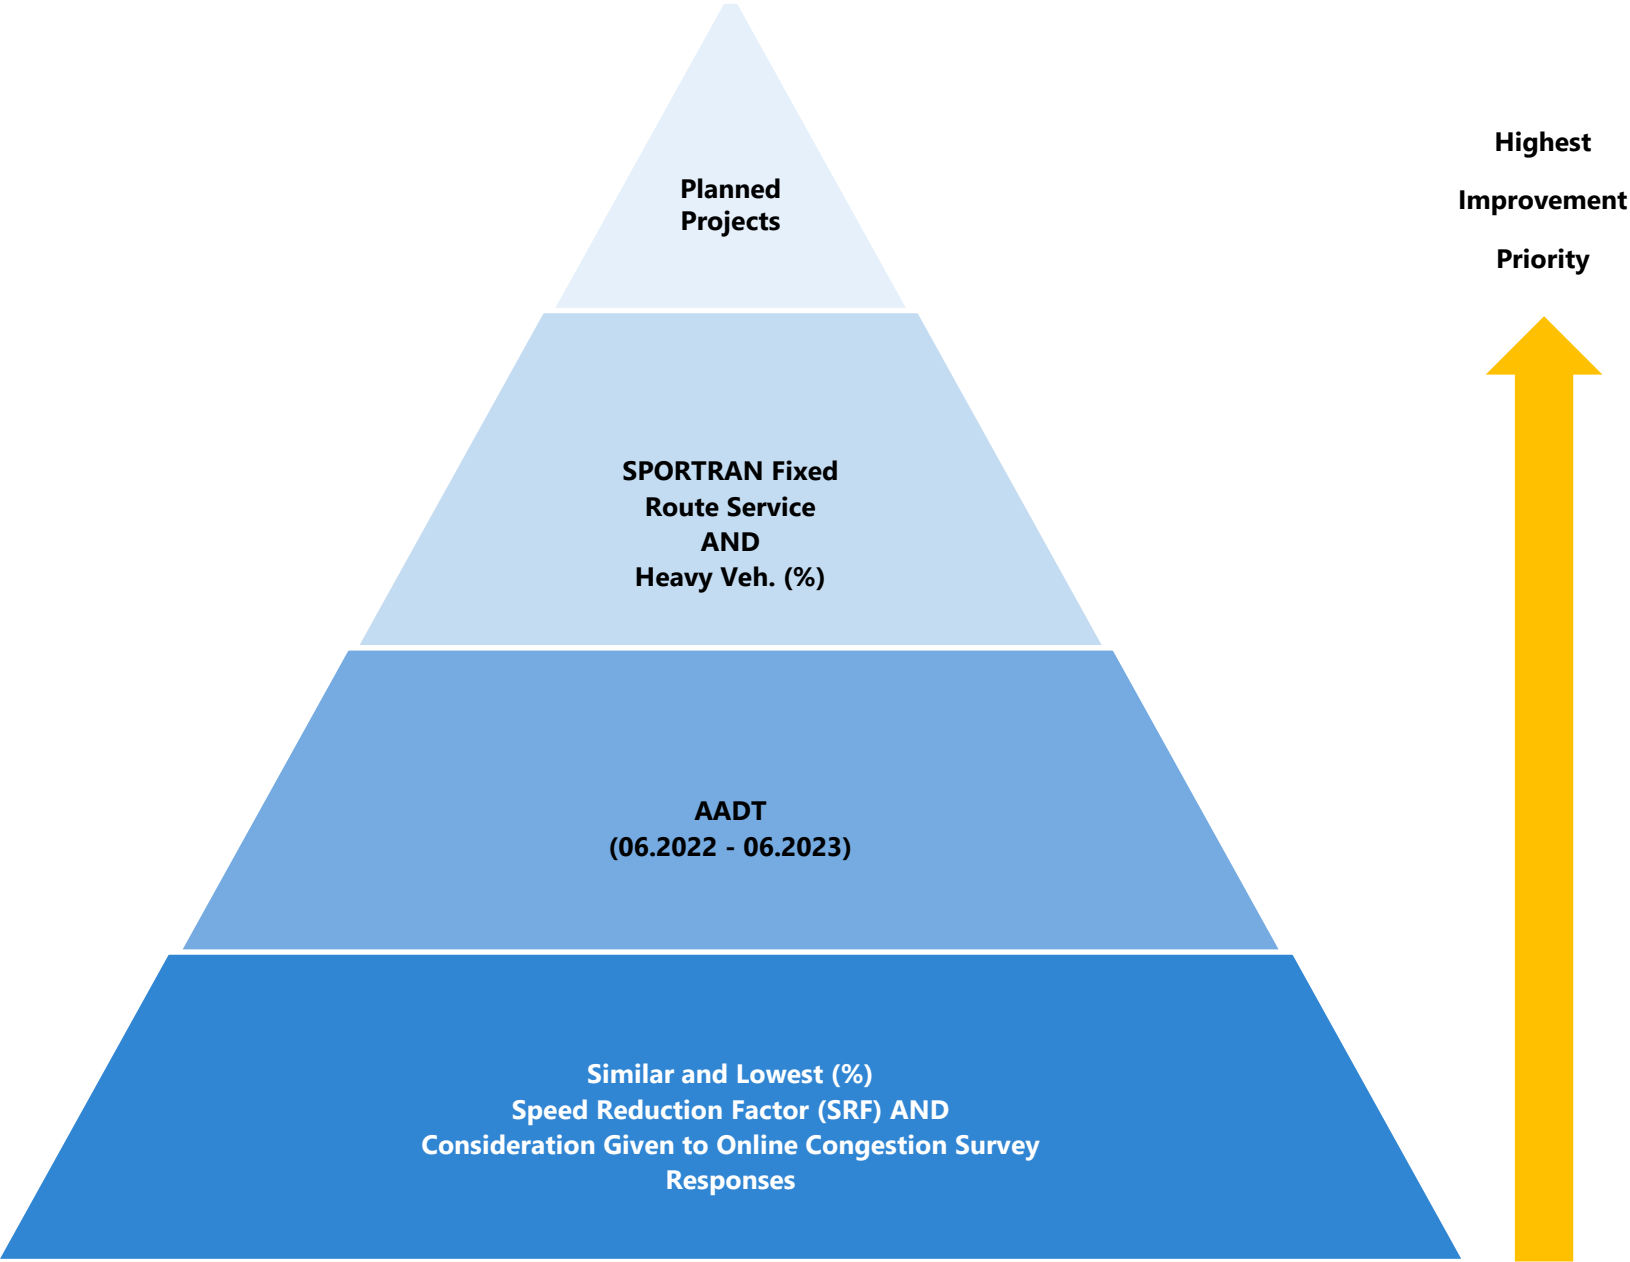 Planned
Projects
Highest
Improvement
Priority
SPORTRAN Fixed
Route Service
AND
Heavy Veh. (%)
AADT
(06.2022 - 06.2023)
Similar and Lowest (%)
Speed Reduction Factor (SRF) AND
Consideration Given to Online Congestion Survey
Responses